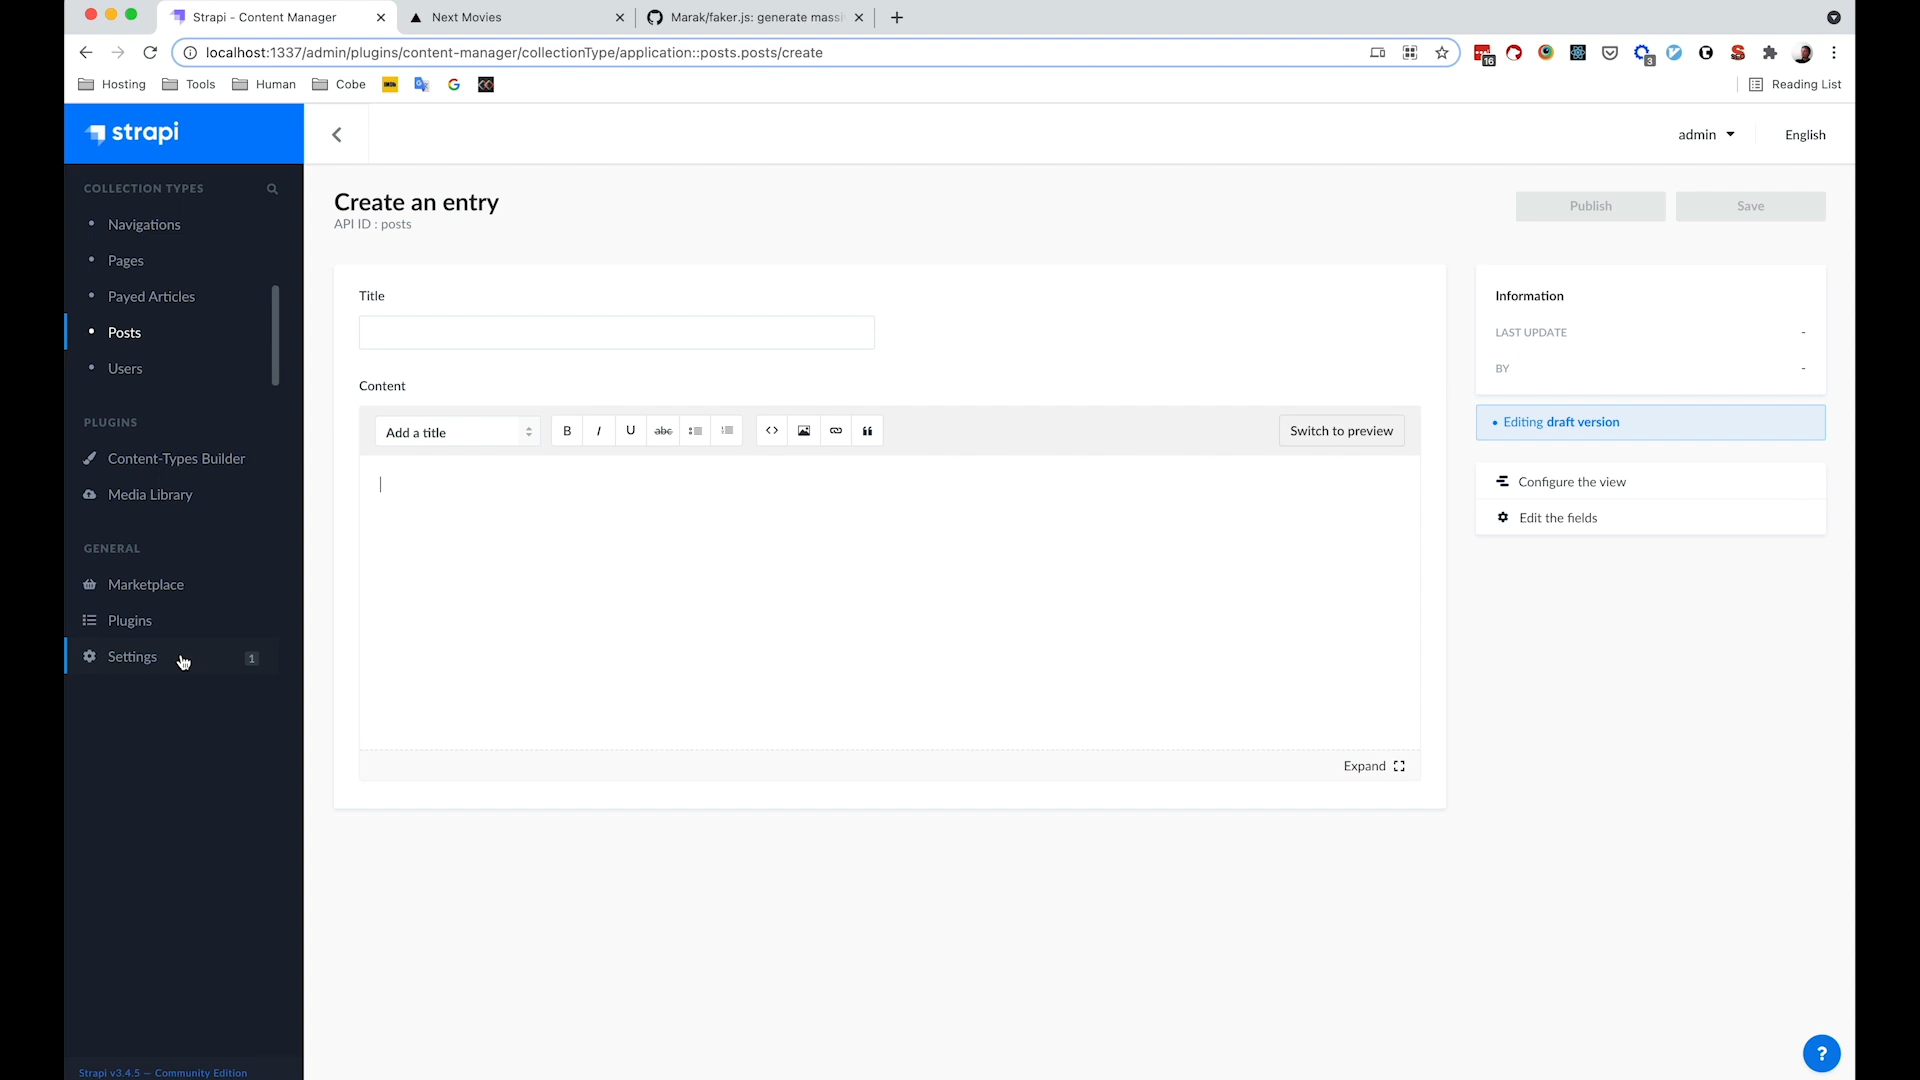 Strapi - Content Manager
Next Movies
Marak/faker.js: generate massi
localhost:1337/admin/plugins/content-manager/collectionType/application::posts.posts/create
16
3
Hosting
Tools
Human
Cobe
Reading List
strapi
admin
English
COLLECTION TYPES
Navigations
Pages
Payed Articles
Posts
Users
PLUGINS
Content-Types Builder
Media Library
GENERAL
Marketplace
Plugins
Settings
1
Strapi v3.4.5 — Community Edition
Create an entry
API ID : posts
Publish
Save
Title
Content
Add a title
B
I
U
abc
Switch to preview
Expand
Information
LAST UPDATE
-
BY
-
• Editing draft version
Configure the view
Edit the fields
?